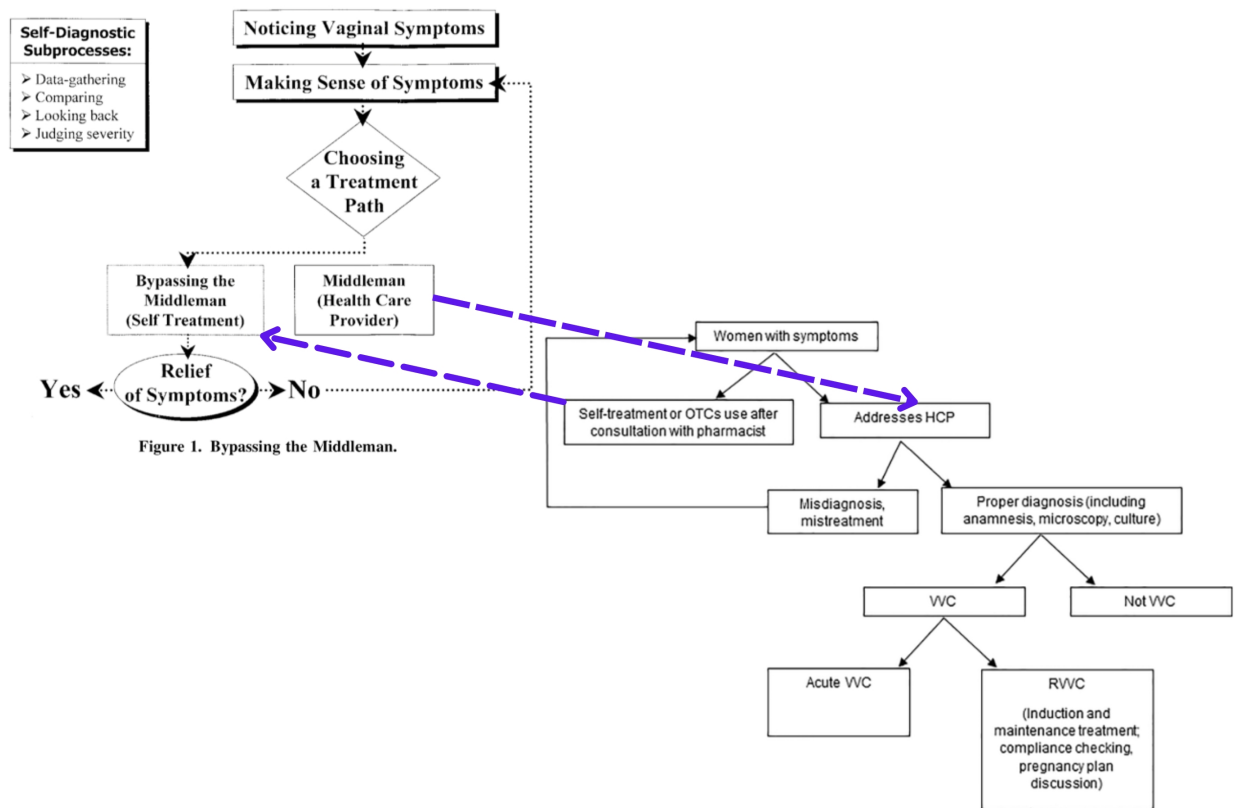 Self-Diagnostic
Subprocesses:
➢ Data-gathering
➢ Comparing
➢ Looking back
➢ Judging severity
Noticing Vaginal Symptoms
Making Sense of Symptoms
Choosing
a Treatment
Path
Bypassing the
Middleman
(Self Treatment)
Middleman
(Health Care
Provider)
Relief
of Symptoms?
Yes
No
Figure 1. Bypassing the Middleman.
Women with symptoms
Self-treatment or OTCs use after
consultation with pharmacist
Addresses HCP
Misdiagnosis,
mistreatment
Proper diagnosis (including
anamnesis, microscopy, culture)
VVC
Not VVC
Acute VVC
RVVC
(Induction and
maintenance treatment;
compliance checking,
pregnancy plan
discussion)